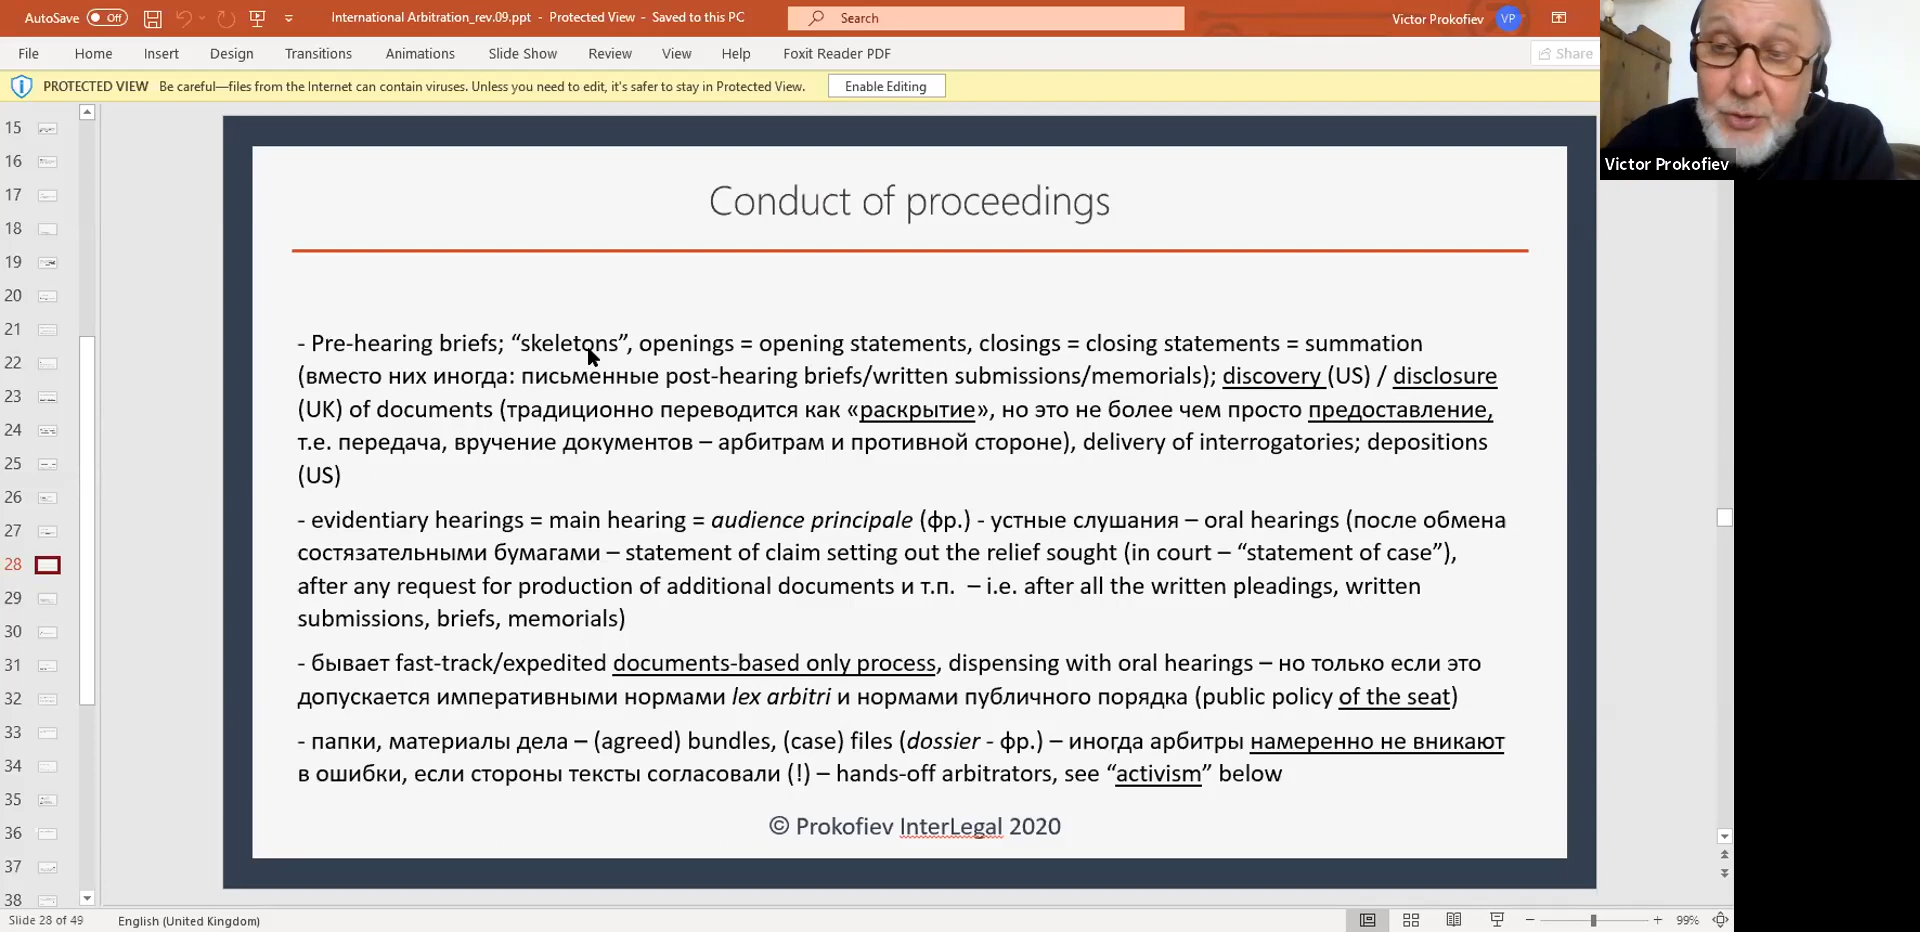 AutoSave Off International Arbitration_rev.09.ppt - Protected View - Saved to this PC Search Victor Prokofiev VP
File Home Insert Design Transitions Animations Slide Show Review View Help Foxit Reader PDF Share
PROTECTED VIEW Be careful—files from the Internet can contain viruses. Unless you need to edit, it's safer to stay in Protected View. Enable Editing
Victor Prokofiev
15
16
17
18
19
20
21
22
23
24
25
26
27
28
29
30
31
32
33
34
35
36
37
38
Conduct of proceedings
- Pre-hearing briefs; “skeletons”, openings = opening statements, closings = closing statements = summation
(вместо них иногда: письменные post-hearing briefs/written submissions/memorials); discovery (US) / disclosure
(UK) of documents (традиционно переводится как «раскрытие», но это не более чем просто предоставление,
т.е. передача, вручение документов – арбитрам и противной стороне), delivery of interrogatories; depositions
(US)
- evidentiary hearings = main hearing = audience principale (фр.) - устные слушания – oral hearings (после обмена
состязательными бумагами – statement of claim setting out the relief sought (in court – “statement of case”),
after any request for production of additional documents и т.п. – i.e. after all the written pleadings, written
submissions, briefs, memorials)
- бывает fast-track/expedited documents-based only process, dispensing with oral hearings – но только если это
допускается императивными нормами lex arbitri и нормами публичного порядка (public policy of the seat)
- папки, материалы дела – (agreed) bundles, (case) files (dossier - фр.) – иногда арбитры намеренно не вникают
в ошибки, если стороны тексты согласовали (!) – hands-off arbitrators, see “activism” below
© Prokofiev InterLegal 2020
Slide 28 of 49 English (United Kingdom) 99%